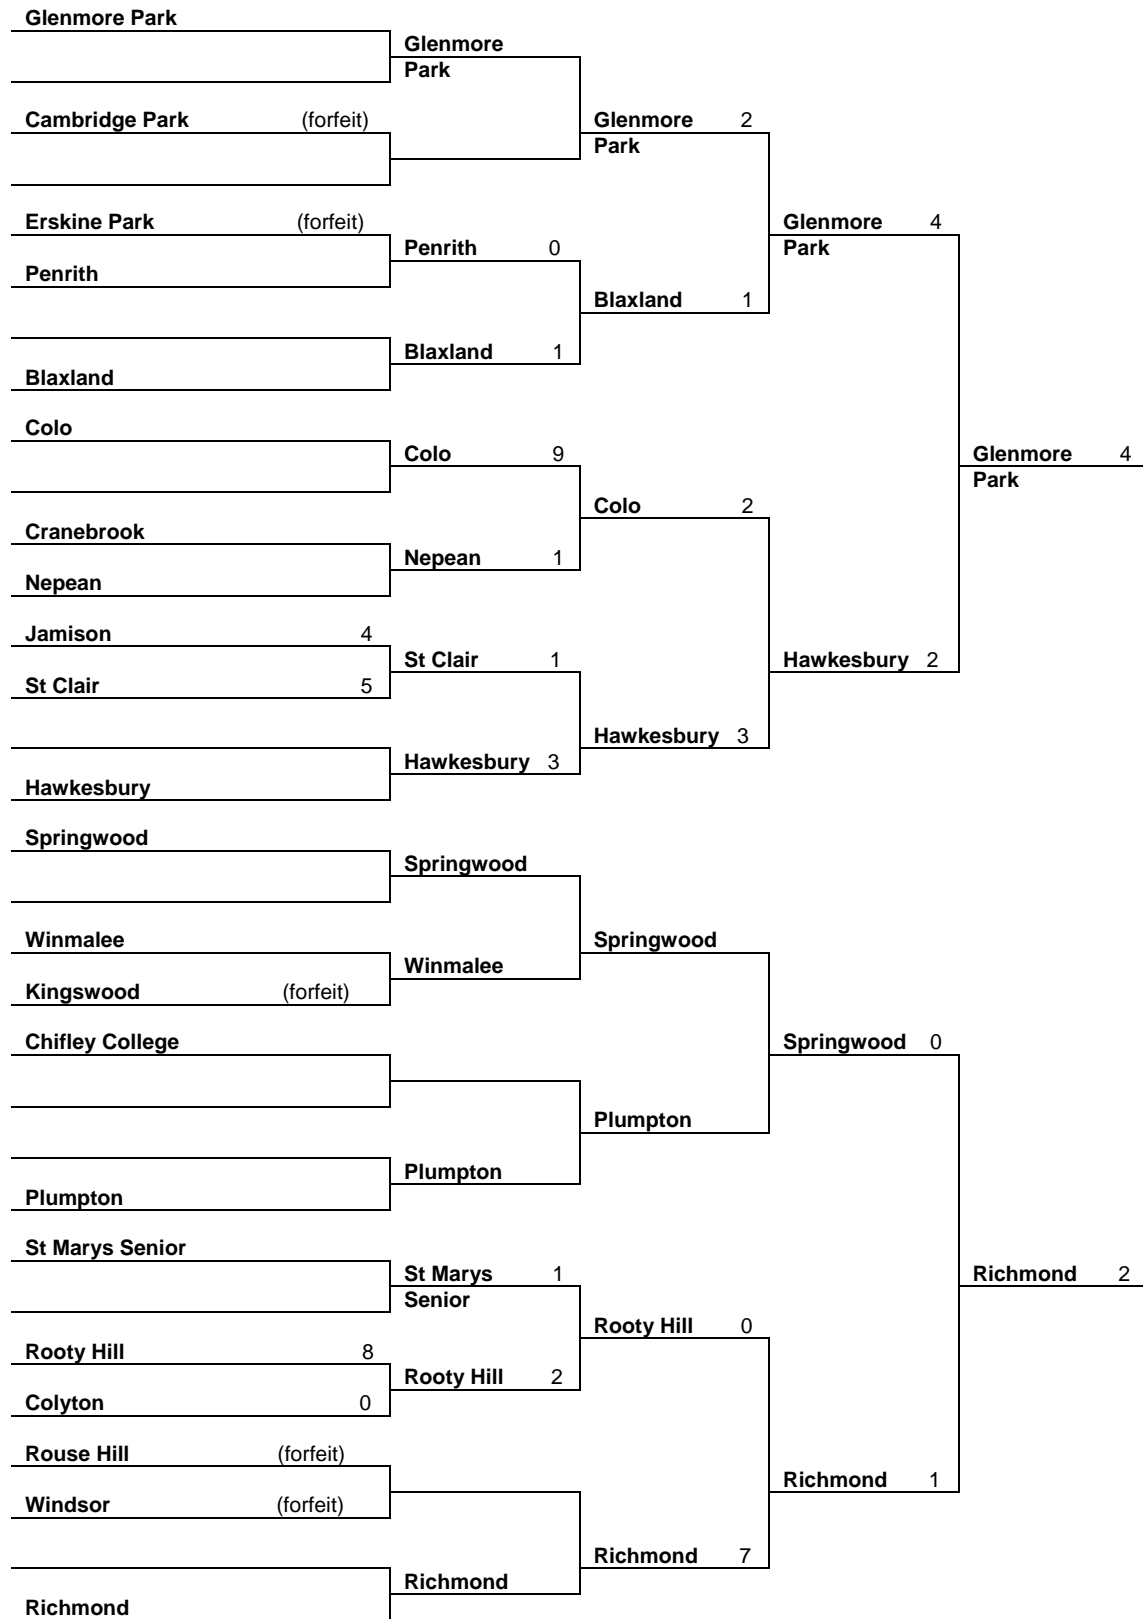 Glenmore Park
Glenmore
Park
Cambridge Park (forfeit)
Glenmore 2
Park
Erskine Park (forfeit)
Glenmore 4
Park
Penrith 0
Penrith
Blaxland 1
Blaxland 1
Blaxland
Colo
Colo 9
Glenmore 4
Park
Colo 2
Cranebrook
Nepean 1
Nepean
Jamison 4
St Clair 1
Hawkesbury 2
St Clair 5
Hawkesbury 3
Hawkesbury 3
Hawkesbury
Springwood
Springwood
Winmalee
Springwood
Winmalee
Kingswood (forfeit)
Chifley College
Springwood 0
Plumpton
Plumpton
Plumpton
St Marys Senior
St Marys 1
Senior
Richmond 2
Rooty Hill 0
Rooty Hill 8
Rooty Hill 2
Colyton 0
Rouse Hill (forfeit)
Richmond 1
Windsor (forfeit)
Richmond 7
Richmond
Richmond